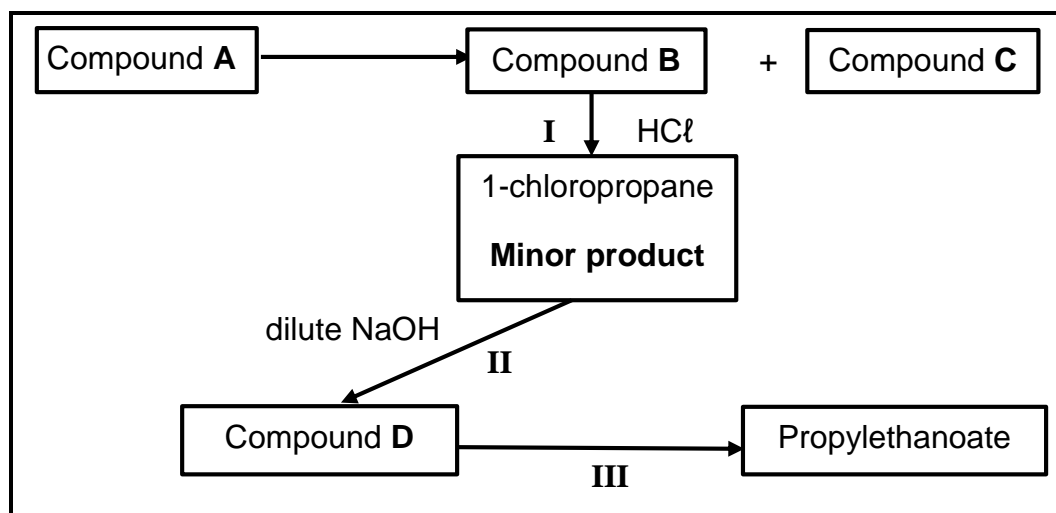 Compound A
Compound B
+
Compound C
I
HCℓ
1-chloropropane
Minor product
dilute NaOH
II
Compound D
Propylethanoate
III